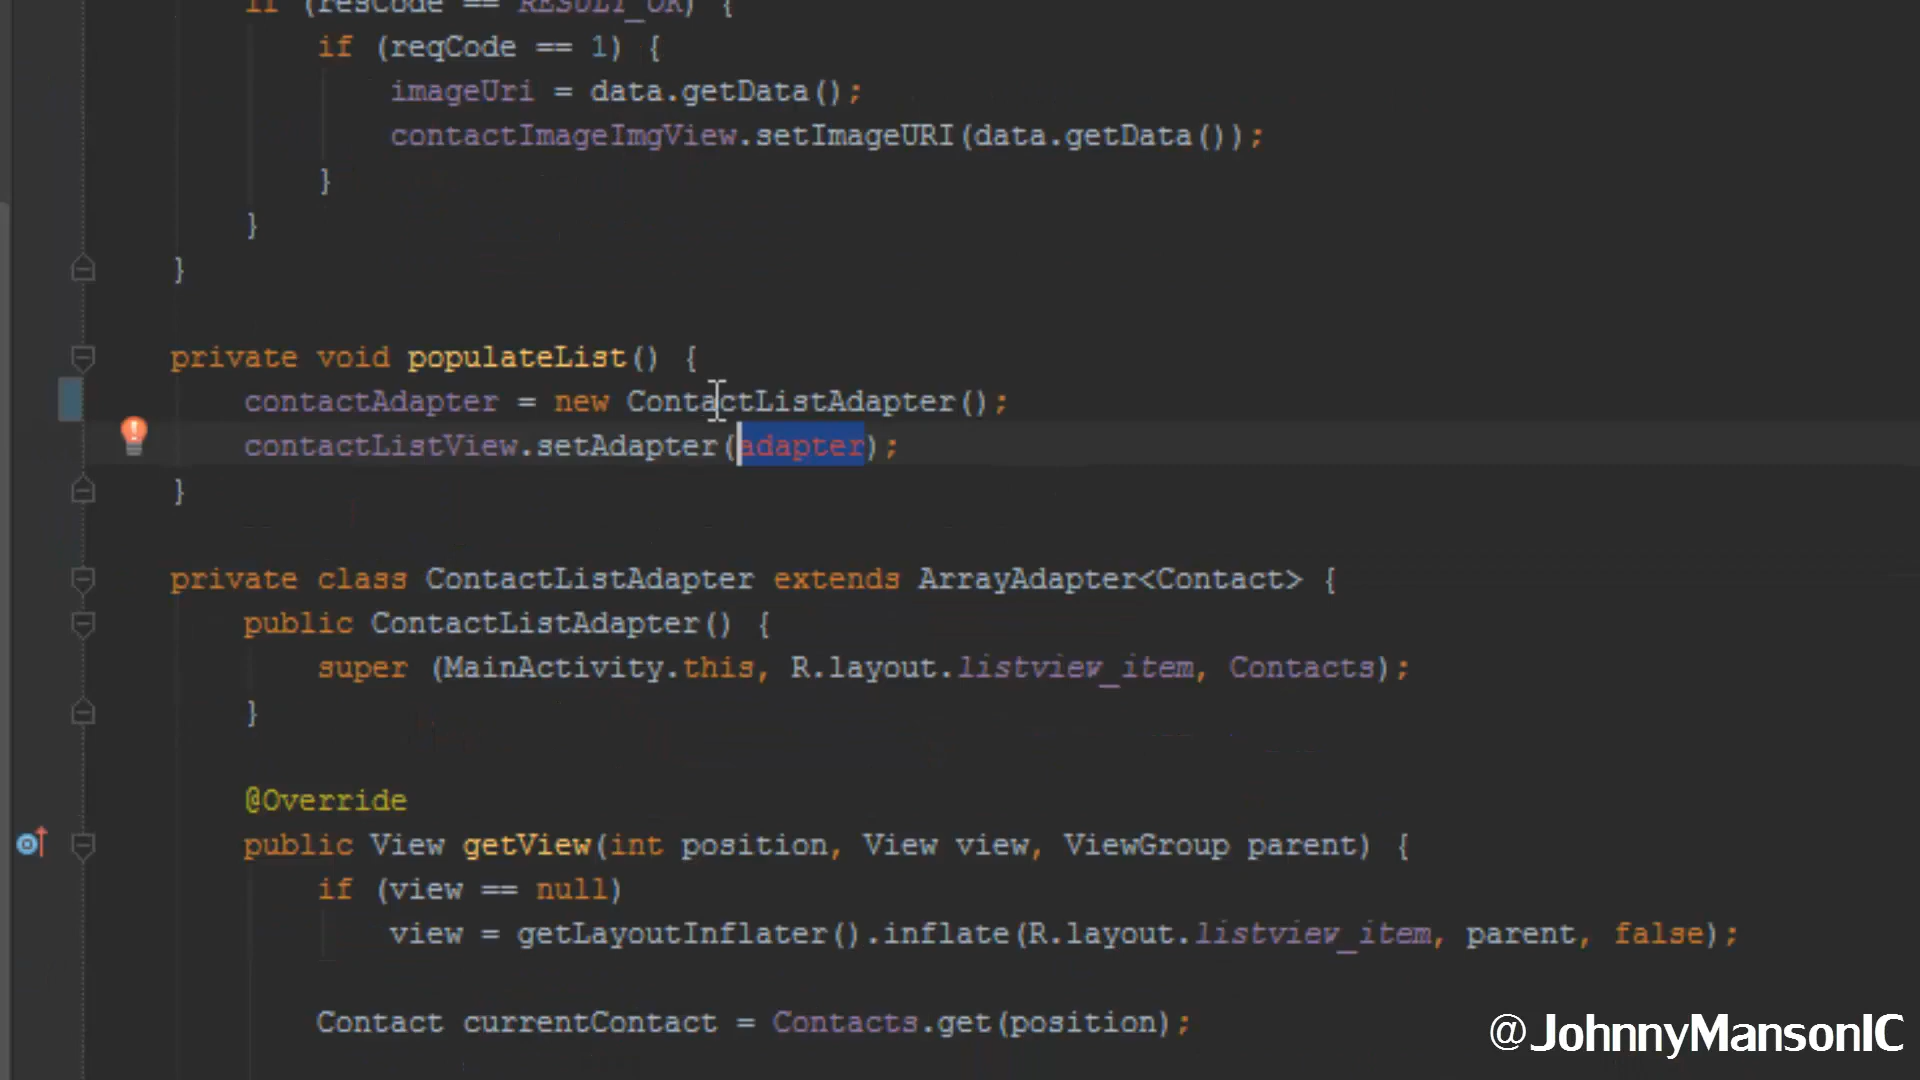 if (resCode == RESULT_OK) {
if (reqCode == 1) {
imageUri = data.getData();
contactImageImgView.setImageURI(data.getData());
}
}
}
private void populateList() {
contactAdapter = new ContactListAdapter();
contactListView.setAdapter(adapter);
}
private class ContactListAdapter extends ArrayAdapter<Contact> {
public ContactListAdapter() {
super (MainActivity.this, R.layout.listview_item, Contacts);
}
@Override
public View getView(int position, View view, ViewGroup parent) {
if (view == null)
view = getLayoutInflater().inflate(R.layout.listview_item, parent, false);
Contact currentContact = Contacts.get(position);
@JohnnyMansonIC